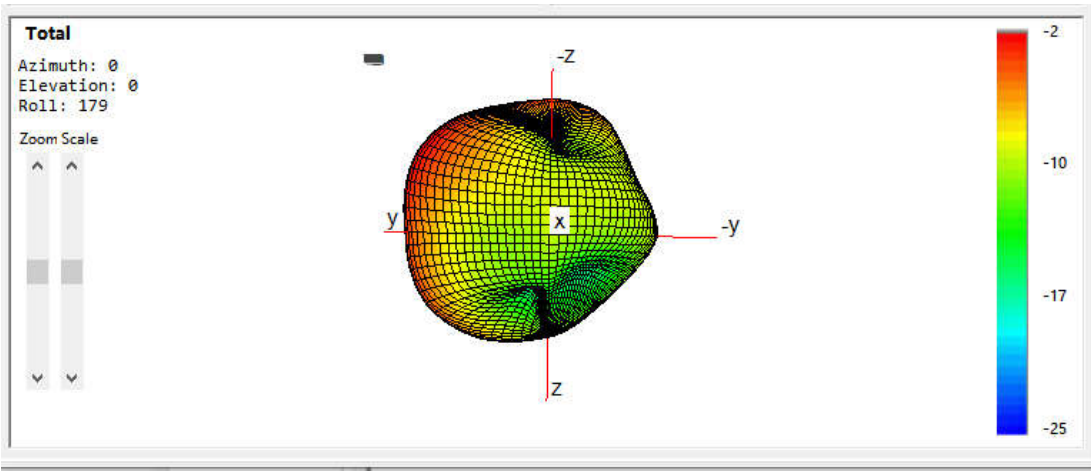 Total
Azimuth: 0
Elevation: 0
Roll: 179
Zoom Scale
-Z
y
x
-y
Z
-2
-10
-17
-25